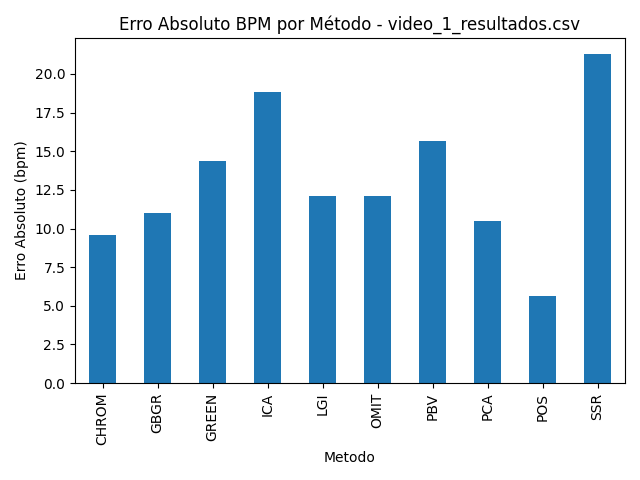 Erro Absoluto BPM por Método - video_1_resultados.csv
Erro Absoluto (bpm)
20.0
17.5
15.0
12.5
10.0
7.5
5.0
2.5
0.0
CHROM
GBGR
GREEN
ICA
LGI
OMIT
PBV
PCA
POS
SSR
Metodo